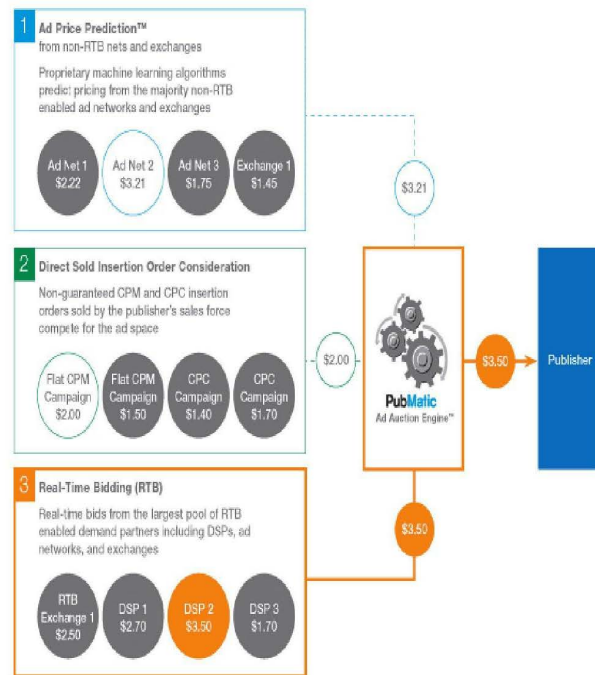 1
Ad Price Prediction™
from non-RTB nets and exchanges
Proprietary machine learning algorithms
predict pricing from the majority non-RTB
enabled ad networks and exchanges
Ad Net 1
$2.22
Ad Net 2
$3.21
Ad Net 3
$1.75
Exchange 1
$1.45
$3.21
2
Direct Sold Insertion Order Consideration
Non-guaranteed CPM and CPC insertion
orders sold by the publisher's sales force
compete for the ad space
Flat CPM
Campaign
$2.00
Flat CPM
Campaign
$1.50
CPC
Campaign
$1.40
CPC
Campaign
$1.70
$2.00
PubMatic
Ad Auction Engine™
$3.50
Publisher
3
Real-Time Bidding (RTB)
Real-time bids from the largest pool of RTB
enabled demand partners including DSPs, ad
networks, and exchanges
RTB
Exchange 1
$2.50
DSP 1
$2.70
DSP 2
$3.50
DSP 3
$1.70
$3.50